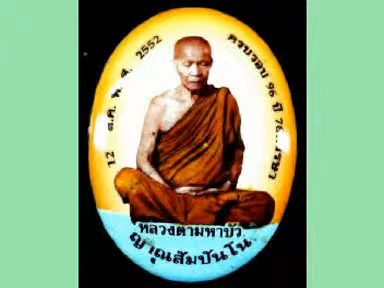 12 ส.ค. พ.ศ. 2552
ครบรอบ 96 ปี 76
หลวงตามหาบัว
ญาณสัมปันโน